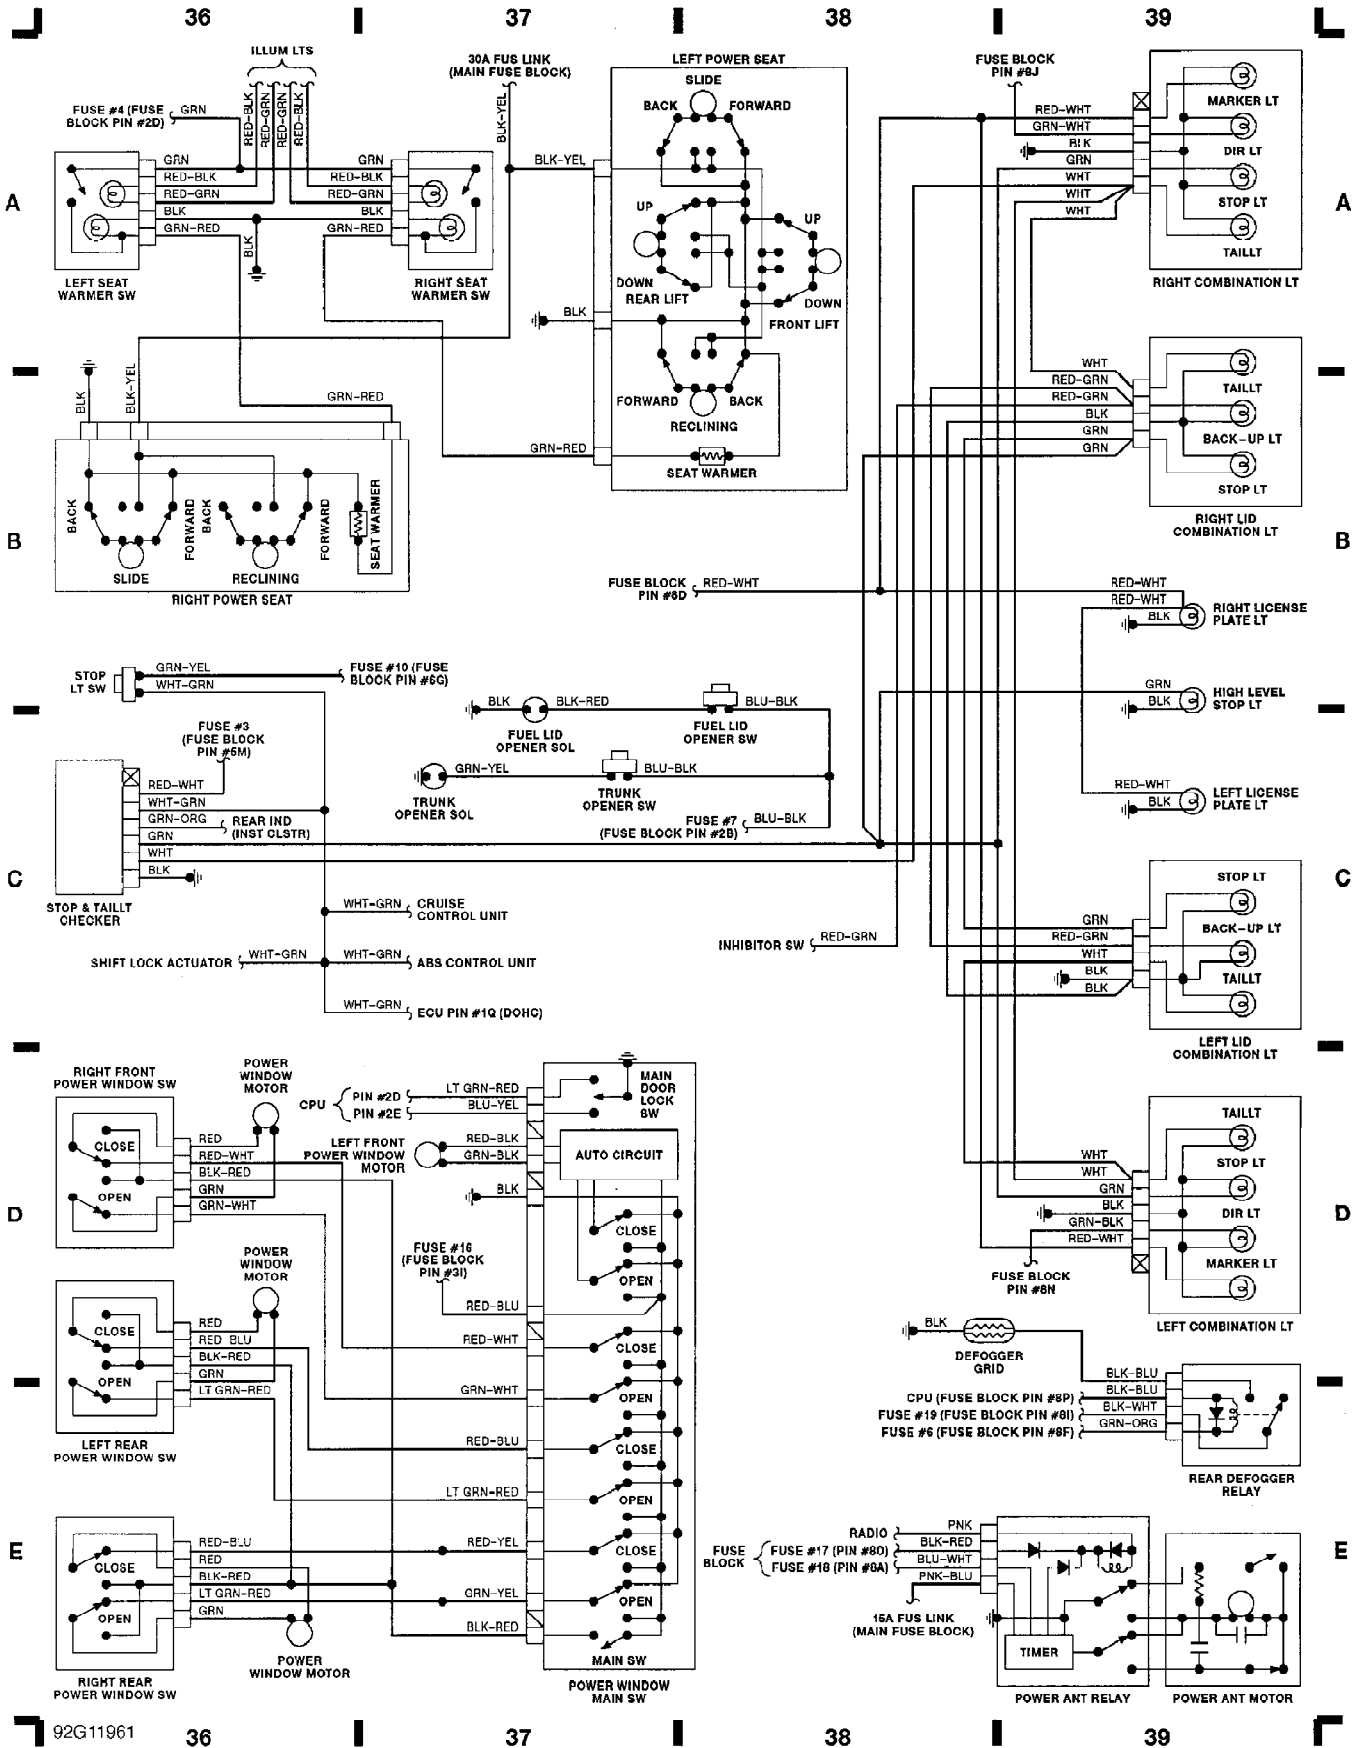 36 37 38 39
ILLUM LTS
FUSE #4 (FUSE
BLOCK PIN #2D)
GRN
RED-BLK
RED-GRN
RED-GRN
RED-BLK
30A FUS LINK
(MAIN FUSE BLOCK)
BLK-YEL
A
GRN
RED-BLK
RED-GRN
BLK
GRN-RED
BLK
GRN
RED-BLK
RED-GRN
BLK
GRN-RED
LEFT SEAT
WARMER SW
RIGHT SEAT
WARMER SW
LEFT POWER SEAT
SLIDE
BACK
FORWARD
BLK-YEL
UP
UP
DOWN
REAR LIFT
DOWN
FRONT LIFT
BLK
FORWARD
BACK
RECLINING
GRN-RED
SEAT WARMER
FUSE BLOCK
PIN #8J
RED-WHT
GRN-WHT
BLK
GRN
WHT
WHT
WHT
MARKER LT
DIR LT
STOP LT
TAILLT
RIGHT COMBINATION LT
A
WHT
RED-GRN
RED-GRN
BLK
GRN
GRN
TAILLT
BACK-UP LT
STOP LT
RIGHT LID
COMBINATION LT
BLK
BLK-YEL
GRN-RED
BACK
FORWARD
BACK
FORWARD
SEAT WARMER
SLIDE
RECLINING
RIGHT POWER SEAT
B
B
FUSE BLOCK
PIN #6D
RED-WHT
RED-WHT
RED-WHT
BLK
RIGHT LICENSE
PLATE LT
STOP
LT SW
GRN-YEL
WHT-GRN
FUSE #10 (FUSE
BLOCK PIN #6G)
GRN
BLK
HIGH LEVEL
STOP LT
BLK
BLK-RED
BLU-BLK
FUEL LID
OPENER SOL
FUEL LID
OPENER SW
FUSE #3
(FUSE BLOCK
PIN #5M)
GRN-YEL
BLU-BLK
TRUNK
OPENER SOL
TRUNK
OPENER SW
RED-WHT
BLK
LEFT LICENSE
PLATE LT
RED-WHT
WHT-GRN
GRN-ORG
GRN
WHT
BLK
REAR IND
(INST CLSTR)
FUSE #7
(FUSE BLOCK PIN #2B)
BLU-BLK
C
C
STOP & TAILLT
CHECKER
WHT-GRN
CRUISE
CONTROL UNIT
SHIFT LOCK ACTUATOR
WHT-GRN
WHT-GRN
ABS CONTROL UNIT
WHT-GRN
ECU PIN #1Q (DOHC)
INHIBITOR SW
RED-GRN
GRN
RED-GRN
WHT
BLK
BLK
STOP LT
BACK-UP LT
TAILLT
LEFT LID
COMBINATION LT
RIGHT FRONT
POWER WINDOW SW
POWER
WINDOW
MOTOR
CLOSE
OPEN
RED
RED-WHT
BLK-RED
GRN
GRN-WHT
CPU
PIN #2D
PIN #2E
LT GRN-RED
BLU-YEL
MAIN
DOOR
LOCK
SW
LEFT FRONT
POWER WINDOW
MOTOR
RED-BLK
GRN-BLK
AUTO CIRCUIT
BLK
CLOSE
OPEN
FUSE #16
(FUSE BLOCK
PIN #3I)
RED-BLU
RED-WHT
CLOSE
GRN-WHT
OPEN
RED-BLU
CLOSE
LT GRN-RED
OPEN
RED-YEL
CLOSE
GRN-YEL
OPEN
BLK-RED
MAIN SW
POWER WINDOW
MAIN SW
D
D
TAILLT
STOP LT
DIR LT
MARKER LT
WHT
WHT
GRN
BLK
GRN-BLK
RED-WHT
FUSE BLOCK
PIN #8N
LEFT COMBINATION LT
POWER
WINDOW
MOTOR
CLOSE
OPEN
RED
RED BLU
BLK-RED
GRN
LT GRN-RED
LEFT REAR
POWER WINDOW SW
BLK
DEFOGGER
GRID
BLK-BLU
BLK-BLU
BLK-WHT
GRN-ORG
CPU (FUSE BLOCK PIN #8P)
FUSE #19 (FUSE BLOCK PIN #8I)
FUSE #6 (FUSE BLOCK PIN #8F)
REAR DEFOGGER
RELAY
E
E
CLOSE
OPEN
RED-BLU
RED
BLK-RED
LT GRN-RED
GRN
POWER
WINDOW MOTOR
RIGHT REAR
POWER WINDOW SW
RADIO
FUSE
BLOCK
FUSE #17 (PIN #8O)
FUSE #18 (PIN #8A)
PNK
BLK-RED
BLU-WHT
PNK-BLU
15A FUS LINK
(MAIN FUSE BLOCK)
TIMER
POWER ANT RELAY
POWER ANT MOTOR
92G11961
36 37 38 39